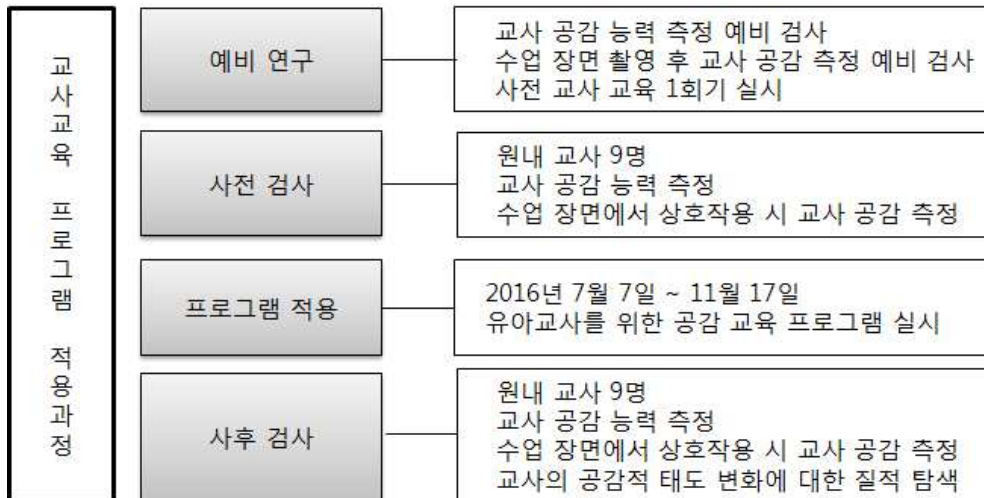 교사교육 프로그램 적용과정
예비 연구
교사 공감 능력 측정 예비 검사
수업 장면 촬영 후 교사 공감 측정 예비 검사
사전 교사 교육 1회기 실시
사전 검사
원내 교사 9명
교사 공감 능력 측정
수업 장면에서 상호작용 시 교사 공감 측정
프로그램 적용
2016년 7월 7일 ~ 11월 17일
유아교사를 위한 공감 교육 프로그램 실시
사후 검사
원내 교사 9명
교사 공감 능력 측정
수업 장면에서 상호작용 시 교사 공감 측정
교사의 공감적 태도 변화에 대한 질적 탐색